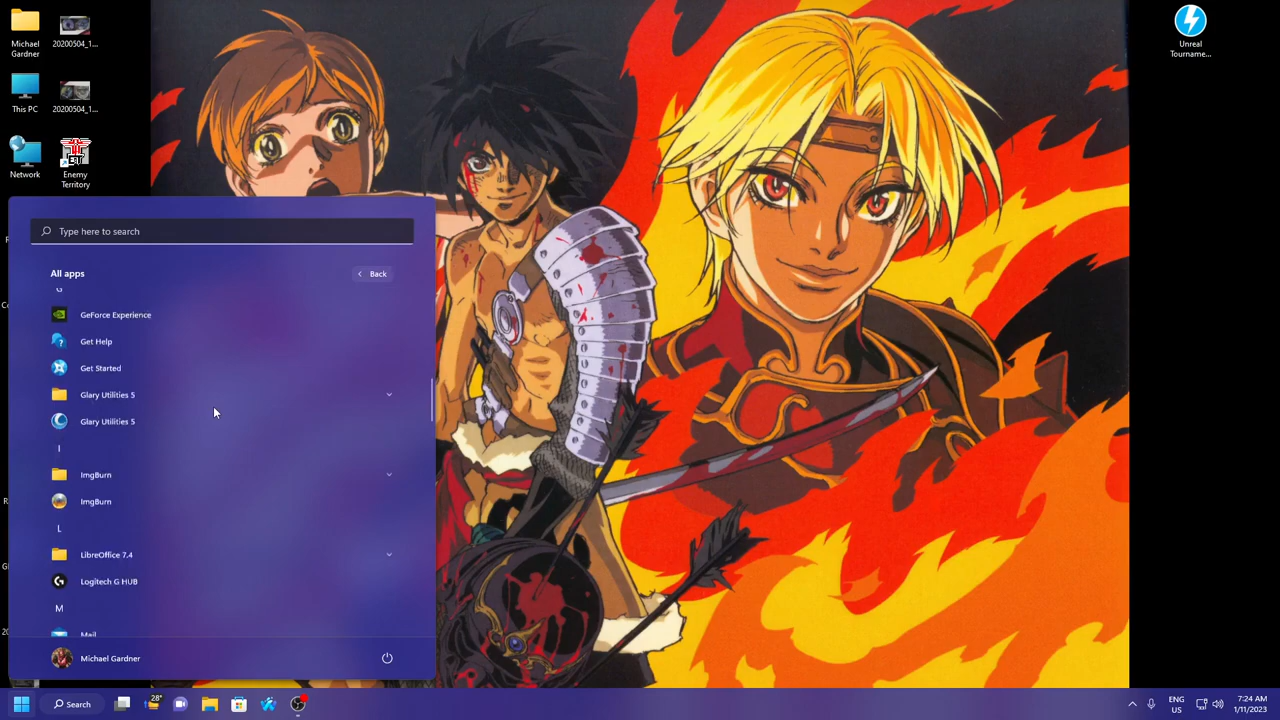 Michael
Gardner
20200504_1...
This PC
20200504_1...
Network
ET
Enemy
Territory
Unreal
Tourname...
Type here to search
All apps
Back
GeForce Experience
Get Help
Get Started
Glary Utilities 5
Glary Utilities 5
I
ImgBurn
ImgBurn
L
LibreOffice 7.4
Logitech G HUB
M
Mail
Michael Gardner
28°
Search
ENG
US
7:24 AM
1/11/2023